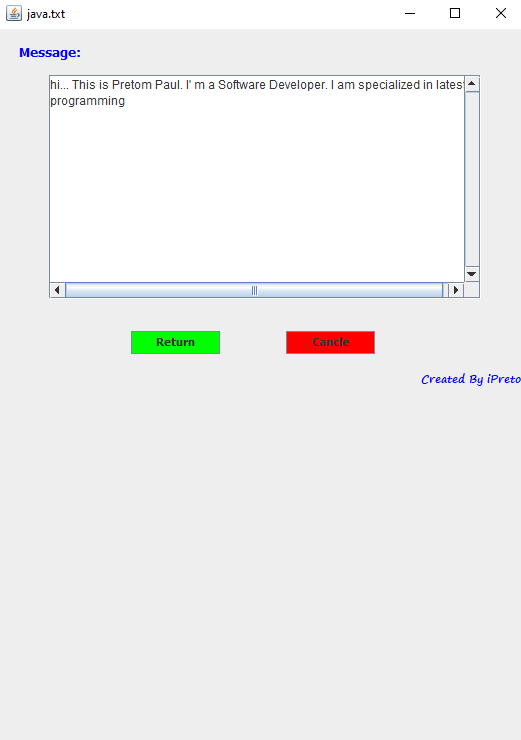 java.txt
Message:
hi... This is Pretom Paul. I' m a Software Developer. I am specialized in lates
programming
Return
Cancle
Created By iPreto